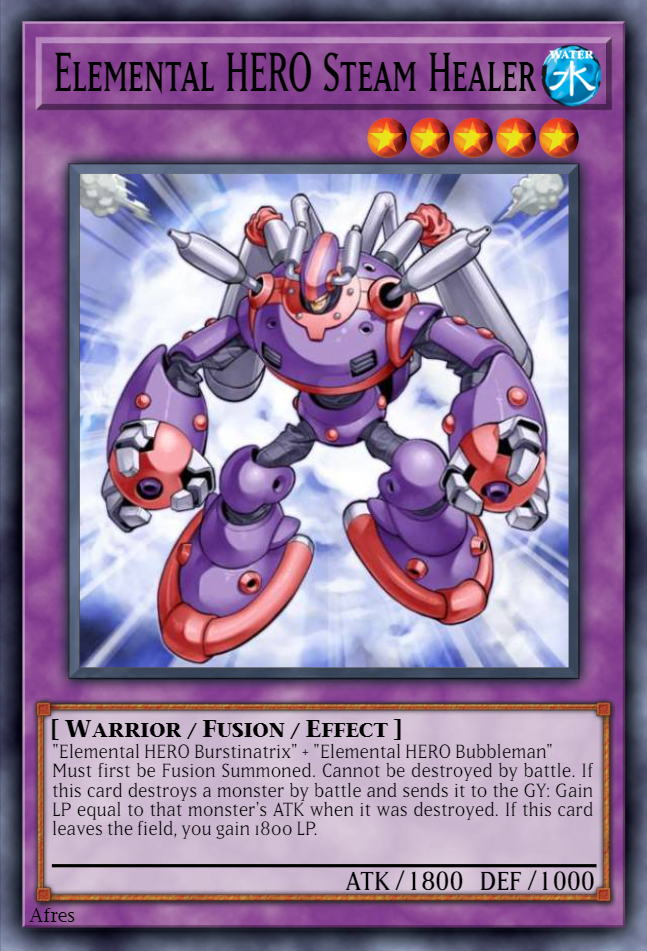 Elemental HERO Steam Healer
WATER
水
[ Warrior / Fusion / Effect ]
"Elemental HERO Burstinatrix" + "Elemental HERO Bubbleman"
Must first be Fusion Summoned. Cannot be destroyed by battle. If
this card destroys a monster by battle and sends it to the GY: Gain
LP equal to that monster's ATK when it was destroyed. If this card
leaves the field, you gain 1800 LP.
ATK / 1800 DEF / 1000
Afres